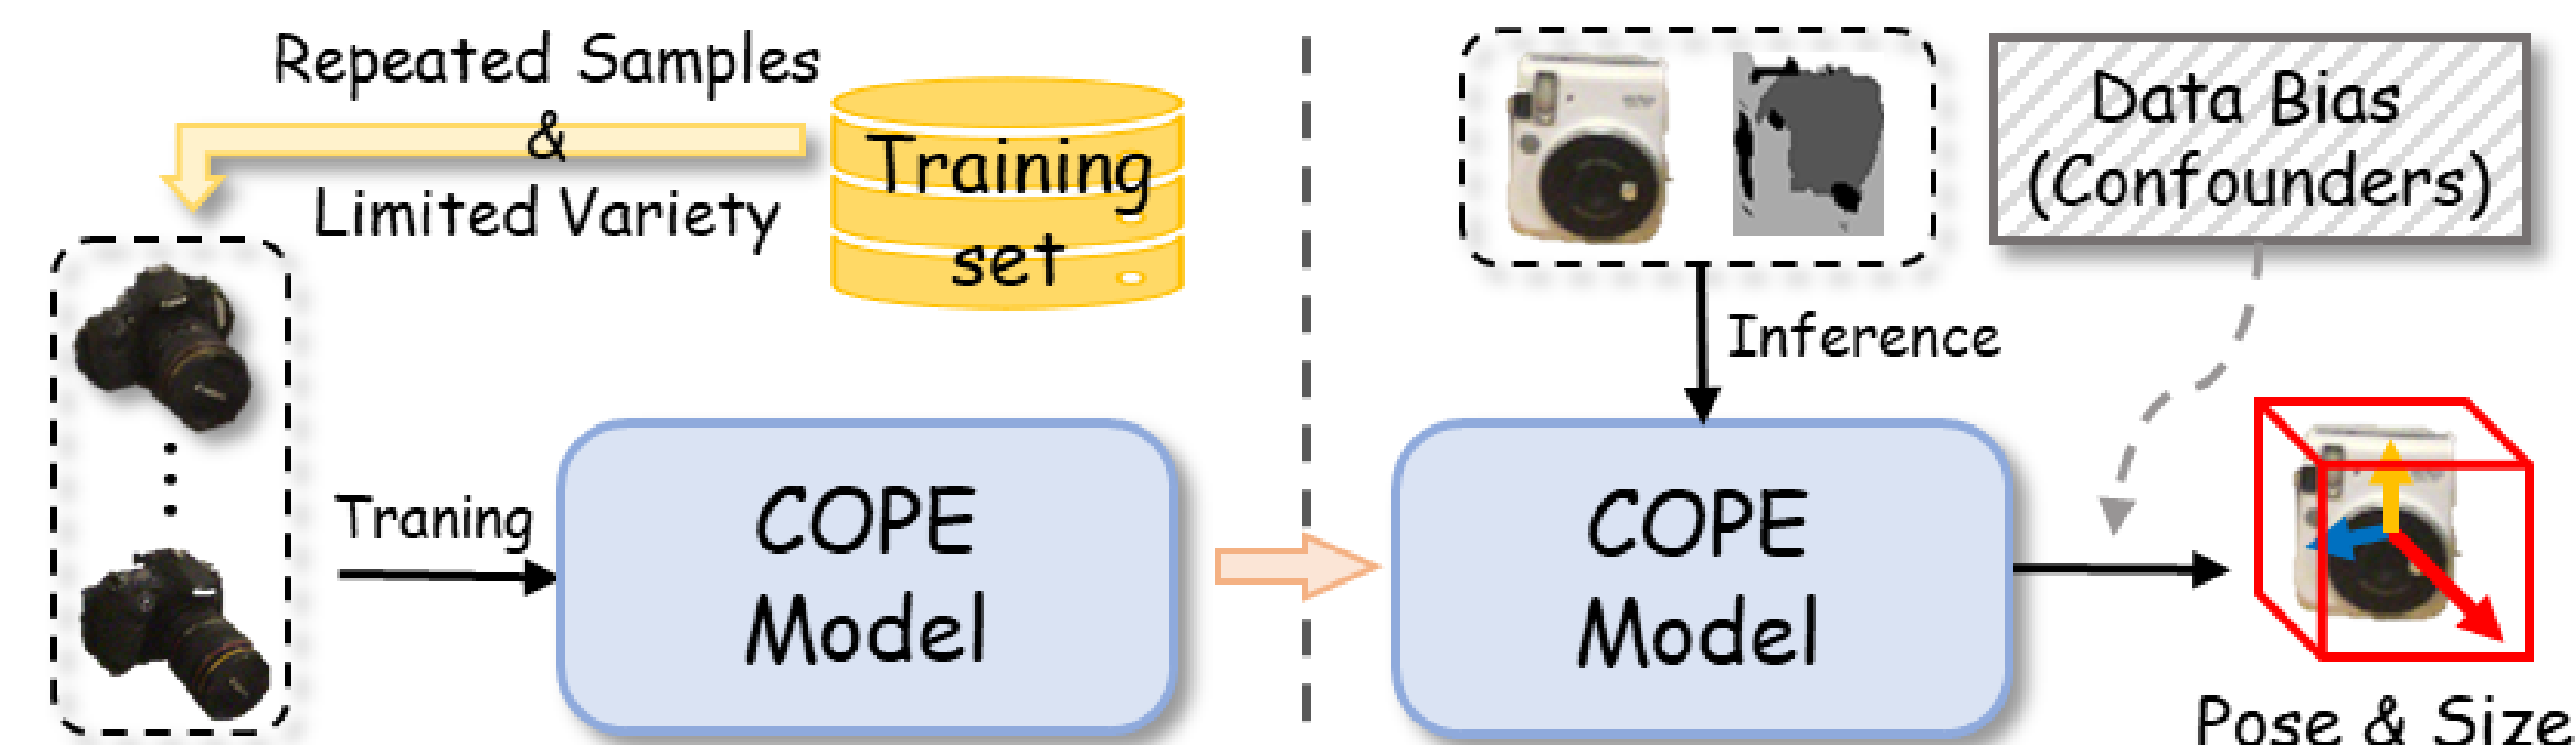 Repeated Samples
&
Limited Variety
Training
set
Traning
COPE
Model
Inference
Data Bias
(Confounders)
COPE
Model
Pose & Size